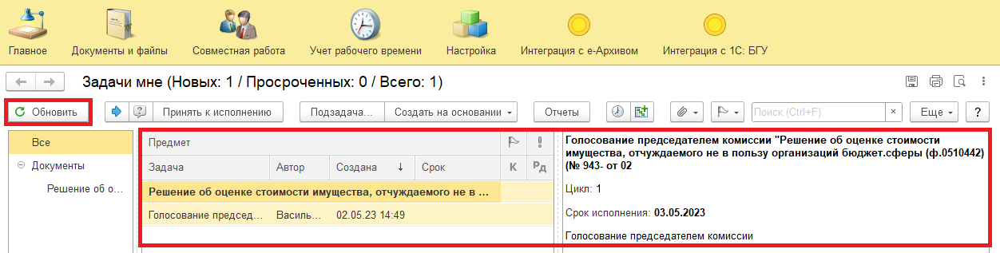 Главное
Документы и файлы
Совместная работа
Учет рабочего времени
Настройка
Интеграция с е-Архивом
Интеграция с 1С: БГУ
Задачи мне (Новых: 1 / Просроченных: 0 / Всего: 1)
Обновить
Принять к исполнению
Подзадача...
Создать на основании
Отчеты
Поиск (Ctrl+F)
×
Еще
?
Все
Документы
Решение об о...
Предмет
Задача Автор Создана ↓ Срок К Рд
Решение об оценке стоимости имущества, отчуждаемого не в ...
Голосование председ... Василь... 02.05.23 14:49
Голосование председателем комиссии "Решение об оценке стоимости
имущества, отчуждаемого не в пользу организаций бюджет.сферы (ф.0510442)
(№ 943- от 02
Цикл: 1
Срок исполнения: 03.05.2023
Голосование председателем комиссии